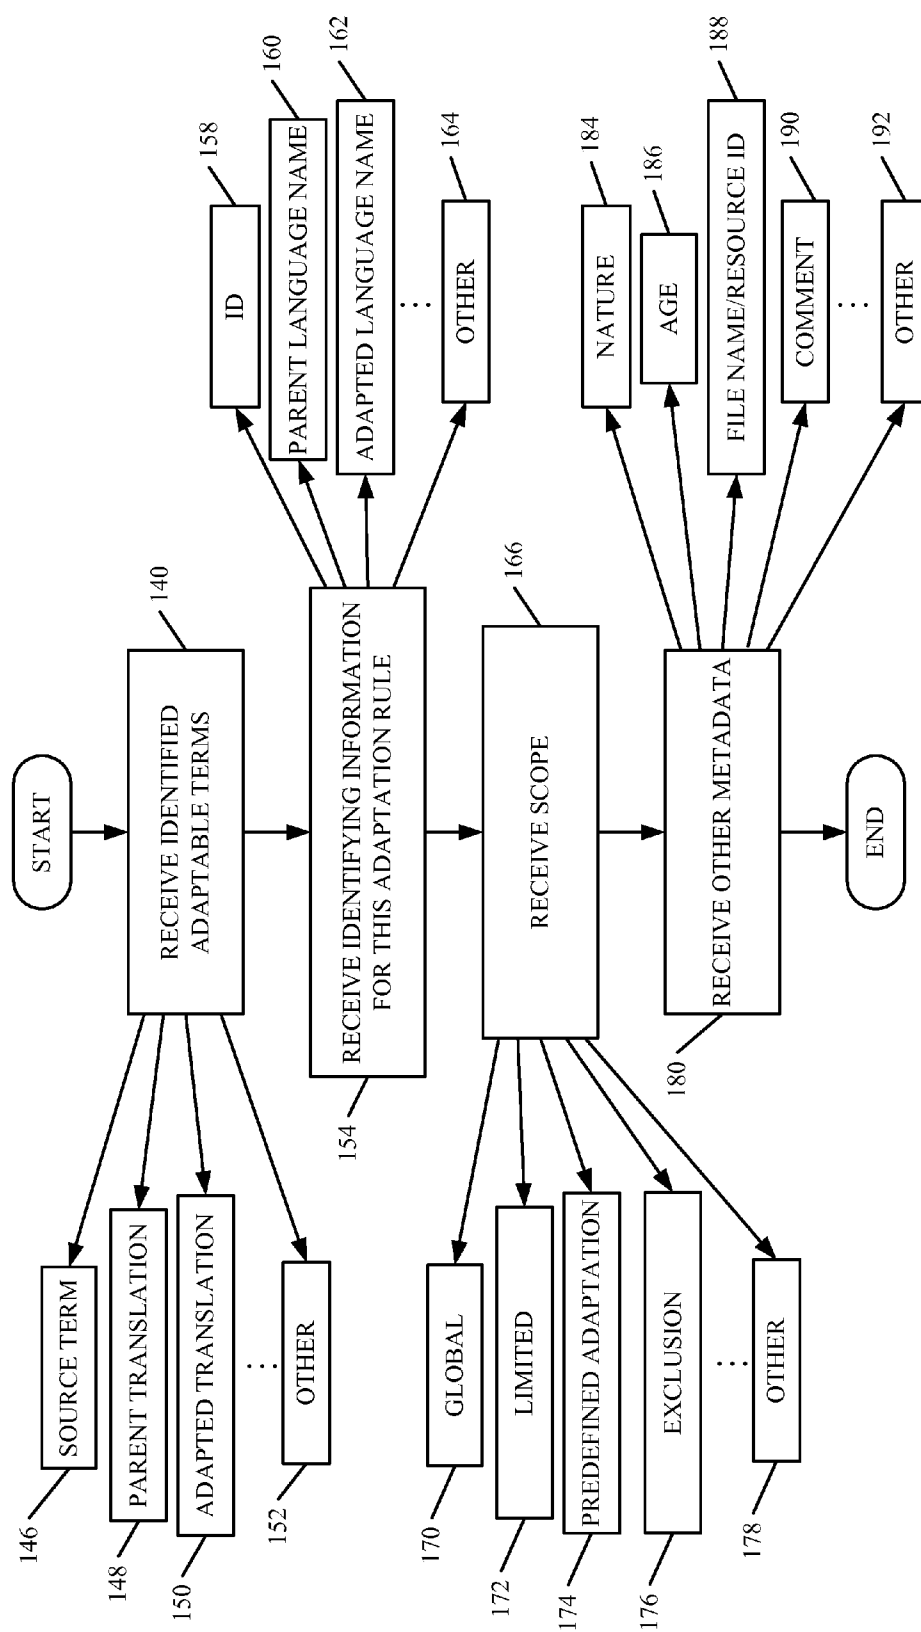 START
RECEIVE IDENTIFIED
ADAPTABLE TERMS
140
SOURCE TERM
146
PARENT TRANSLATION
148
ADAPTED TRANSLATION
150
...
OTHER
152
RECEIVE IDENTIFYING INFORMATION
FOR THIS ADAPTATION RULE
154
ID
158
PARENT LANGUAGE NAME
160
ADAPTED LANGUAGE NAME
162
...
OTHER
164
RECEIVE SCOPE
166
GLOBAL
170
LIMITED
172
PREDEFINED ADAPTATION
174
EXCLUSION
176
...
OTHER
178
RECEIVE OTHER METADATA
180
NATURE
184
AGE
186
FILE NAME/RESOURCE ID
188
COMMENT
190
...
OTHER
192
END